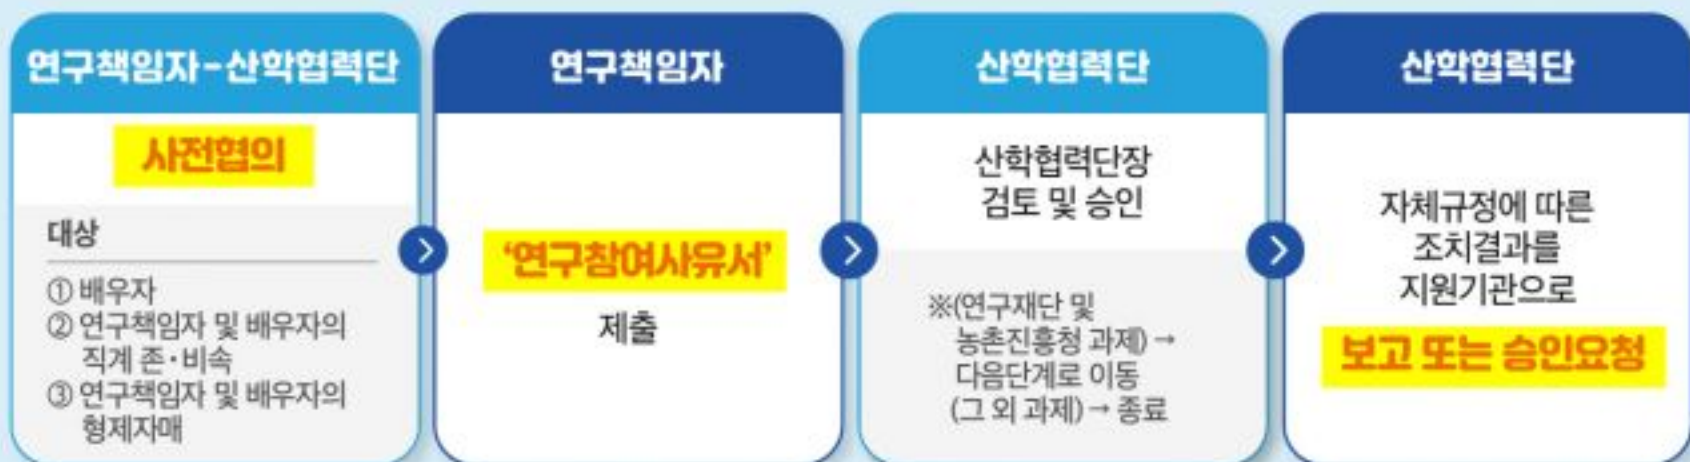 연구책임자-산학협력단
사전협의
대상
① 배우자
② 연구책임자 및 배우자의
직계 존·비속
③ 연구책임자 및 배우자의
형제자매
연구책임자
‘연구참여사유서’
제출
산학협력단
산학협력단장
검토 및 승인
※(연구재단 및
농촌진흥청 과제) →
다음단계로 이동
(그 외 과제) → 종료
산학협력단
자체규정에 따른
조치결과를
지원기관으로
보고 또는 승인요청